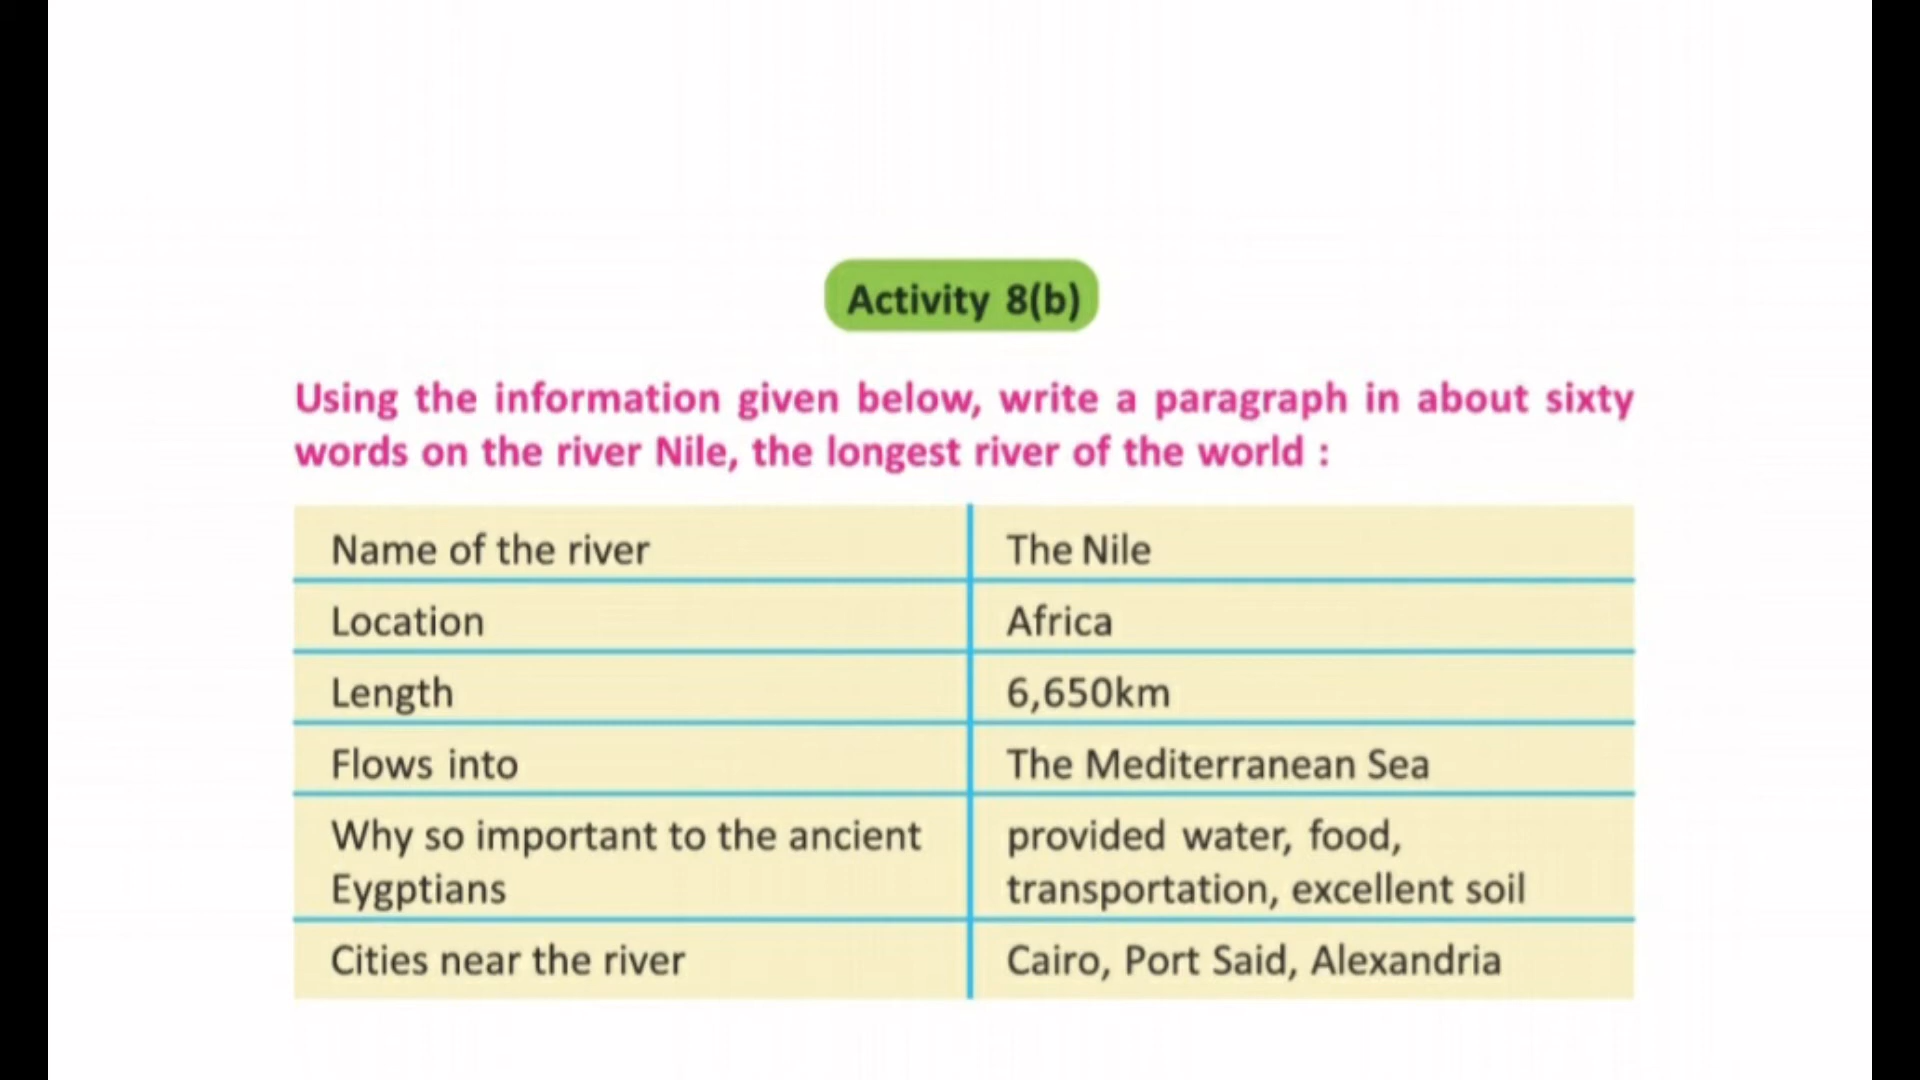 Activity 8(b)
Using the information given below, write a paragraph in about sixty
words on the river Nile, the longest river of the world :
Name of the river The Nile
Location Africa
Length 6,650km
Flows into The Mediterranean Sea
Why so important to the ancient provided water, food,
Eygptians transportation, excellent soil
Cities near the river Cairo, Port Said, Alexandria